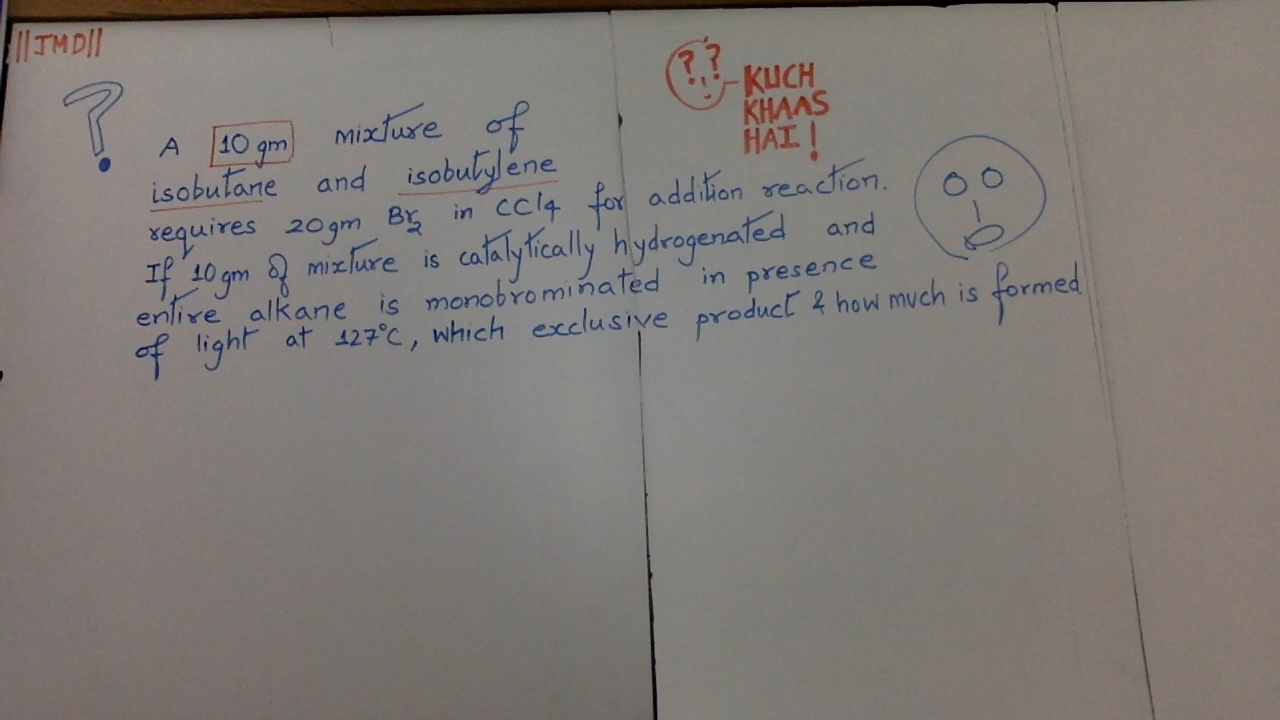 ||JMD||
? ? KUCH
KHAAS
HAI !
?
A 10 gm mixture of
isobutane and isobutylene
requires 20gm Br2 in CCl4 for addition reaction.
If 10gm of mixture is catalytically hydrogenated and
entire alkane is monobrominated in presence
of light at 127°C, which exclusive product & how much is formed